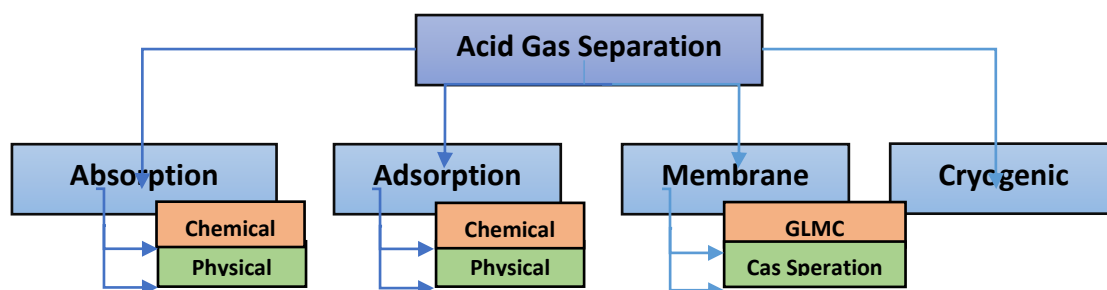 Acid Gas Separation
Absorption
Adsorption
Membrane
Cryogenic
Chemical
Chemical
GLMC
Physical
Physical
Cas Speration